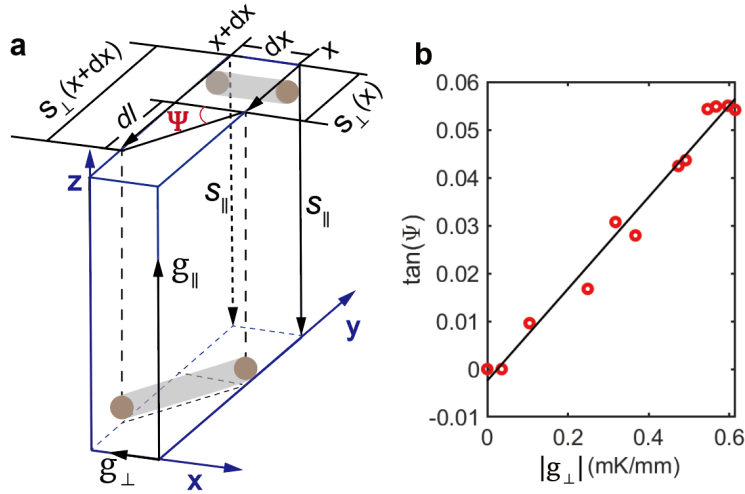 a
S⊥(x+dx)
x+dx
dx
x
S⊥(x)
dl
Ψ
z
s∥
s∥
g∥
y
g⊥
x
b
0.06
0.05
0.04
0.03
0.02
0.01
0
-0.01
tan(Ψ)
0
0.2
0.4
0.6
|g⊥| (mK/mm)